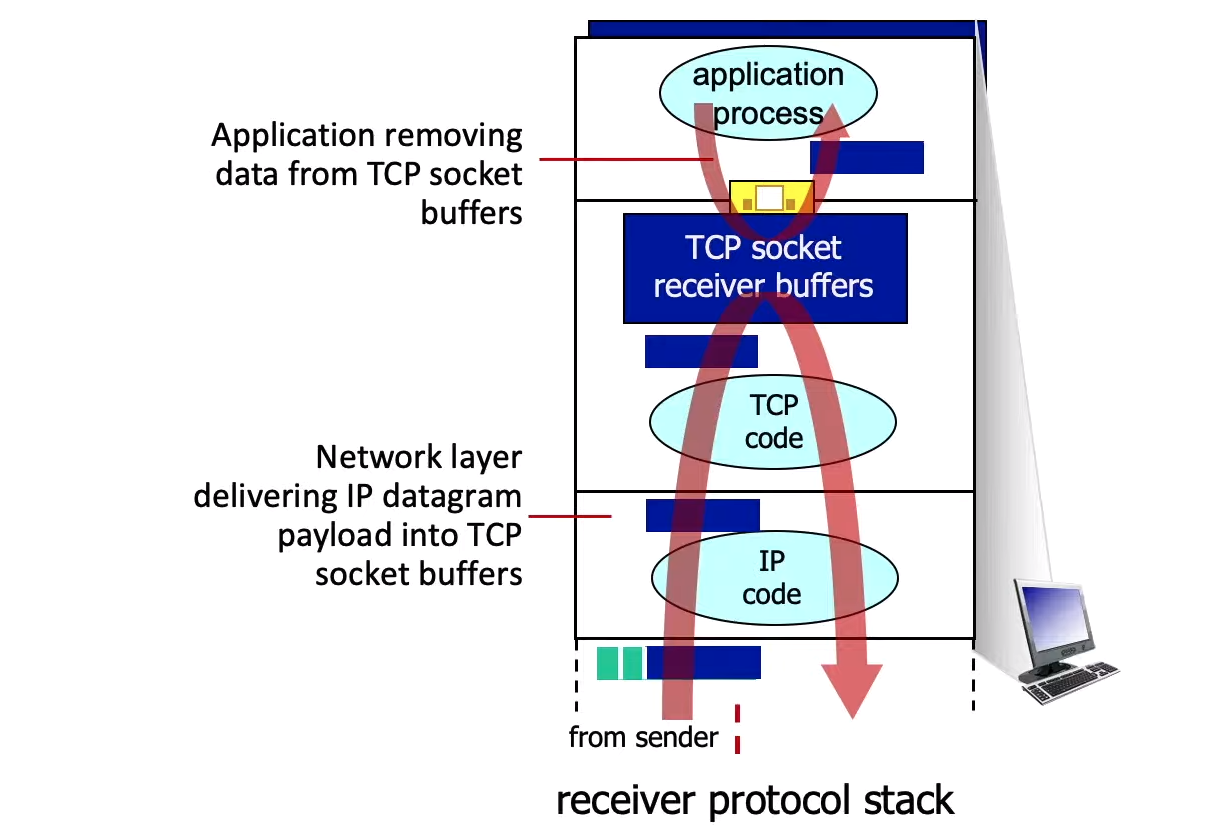 application
process
Application removing
data from TCP socket
buffers
TCP socket
receiver buffers
TCP
code
Network layer
delivering IP datagram
payload into TCP
socket buffers
IP
code
from sender
receiver protocol stack